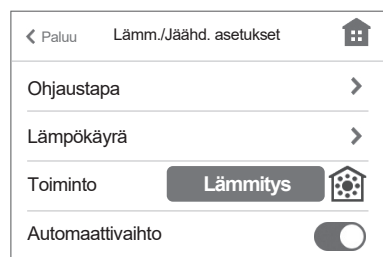 Paluu Lämm./Jäähd. asetukset
Ohjaustapa
Lämpökäyrä
Toiminto Lämmitys
Automaattivaihto